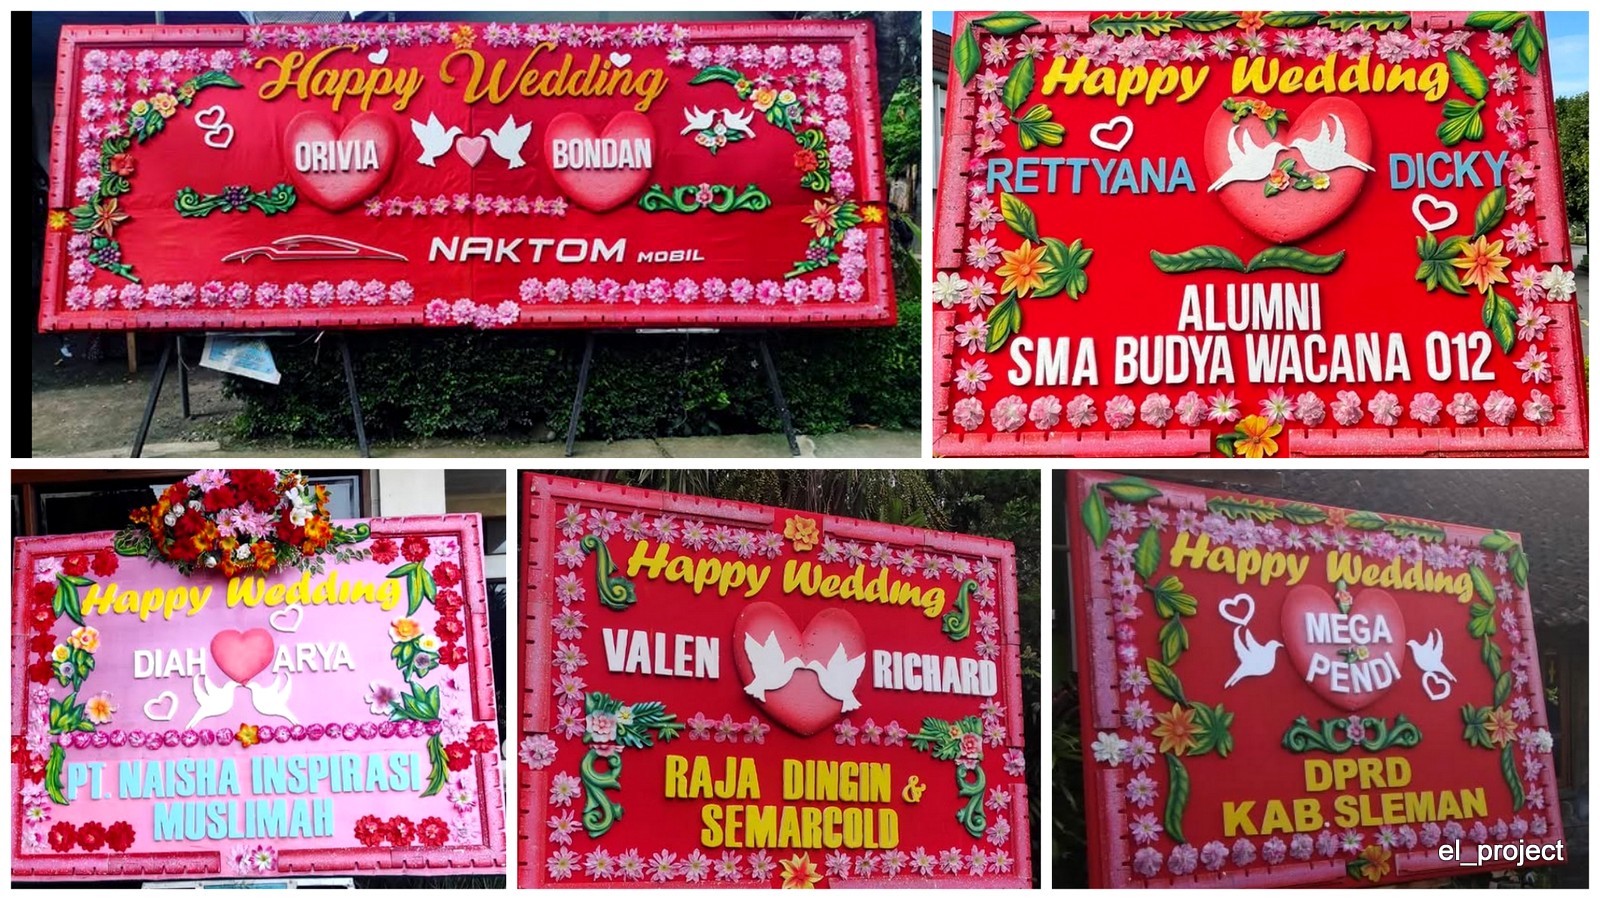 Happy Wedding
ORIVIA
BONDAN
NAKTOM MOBIL
Happy Wedding
RETTYANA
DICKY
ALUMNI
SMA BUDYA WACANA 012
Happy Wedding
DIAH
ARYA
PT. NAISHA INSPIRASI
MUSLIMAH
Happy Wedding
VALEN
RICHARD
RAJA DINGIN &
SEMARCOLD
Happy Wedding
MEGA
PENDI
DPRD
KAB. SLEMAN
el_project